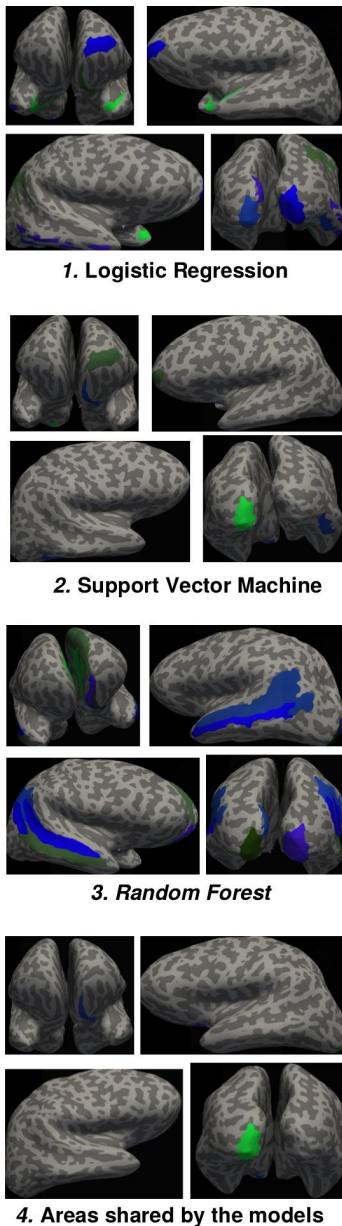 1. Logistic Regression
2. Support Vector Machine
3. Random Forest
4. Areas shared by the models